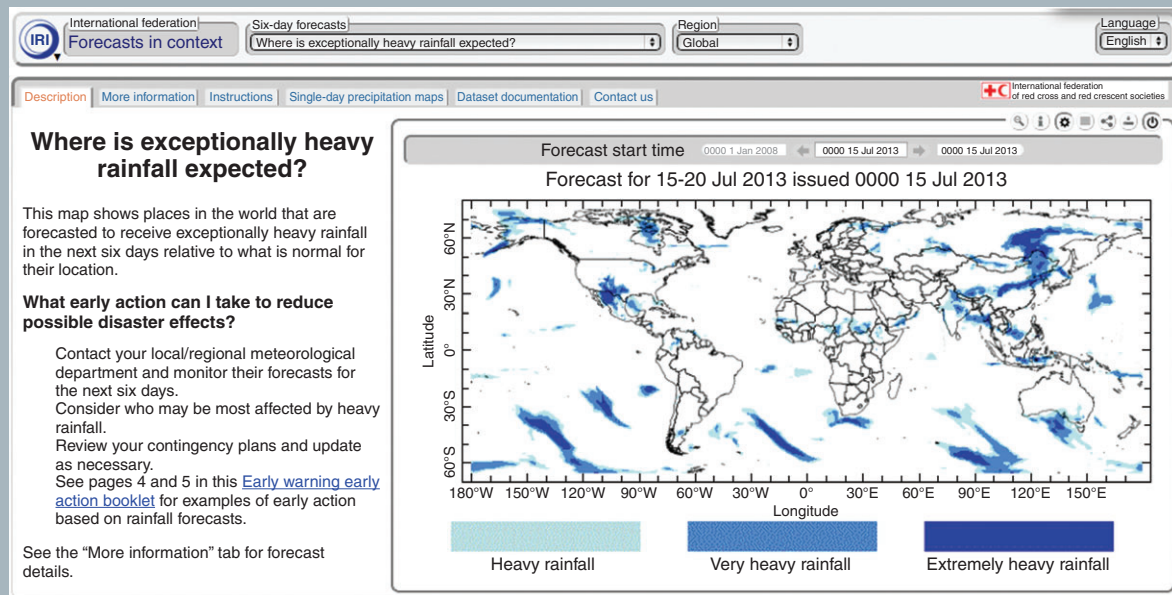 International federation
IRI
Forecasts in context
Six-day forecasts
Where is exceptionally heavy rainfall expected?
Region
Global
Language
English
Description
More information
Instructions
Single-day precipitation maps
Dataset documentation
Contact us
International federation
of red cross and red crescent societies
Where is exceptionally heavy
rainfall expected?
This map shows places in the world that are
forecasted to receive exceptionally heavy rainfall
in the next six days relative to what is normal for
their location.
What early action can I take to reduce
possible disaster effects?
Contact your local/regional meteorological
department and monitor their forecasts for
the next six days.
Consider who may be most affected by heavy
rainfall.
Review your contingency plans and update
as necessary.
See pages 4 and 5 in this Early warning early
action booklet for examples of early action
based on rainfall forecasts.
See the “More information” tab for forecast
details.
Forecast start time
0000 1 Jan 2008
0000 15 Jul 2013
0000 15 Jul 2013
Forecast for 15-20 Jul 2013 issued 0000 15 Jul 2013
Latitude
60°N
30°N
0°
30°S
60°S
180°W 150°W 120°W 90°W 60°W 30°W 0° 30°E 60°E 90°E 120°E 150°E
Longitude
Heavy rainfall
Very heavy rainfall
Extremely heavy rainfall